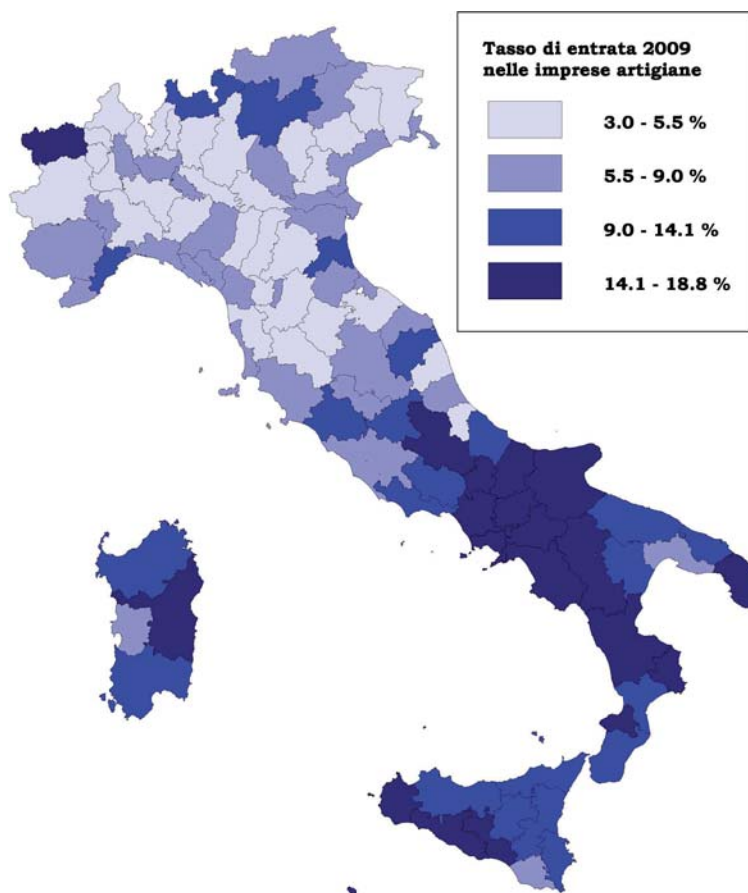 Tasso di entrata 2009
nelle imprese artigiane
3.0 - 5.5 %
5.5 - 9.0 %
9.0 - 14.1 %
14.1 - 18.8 %